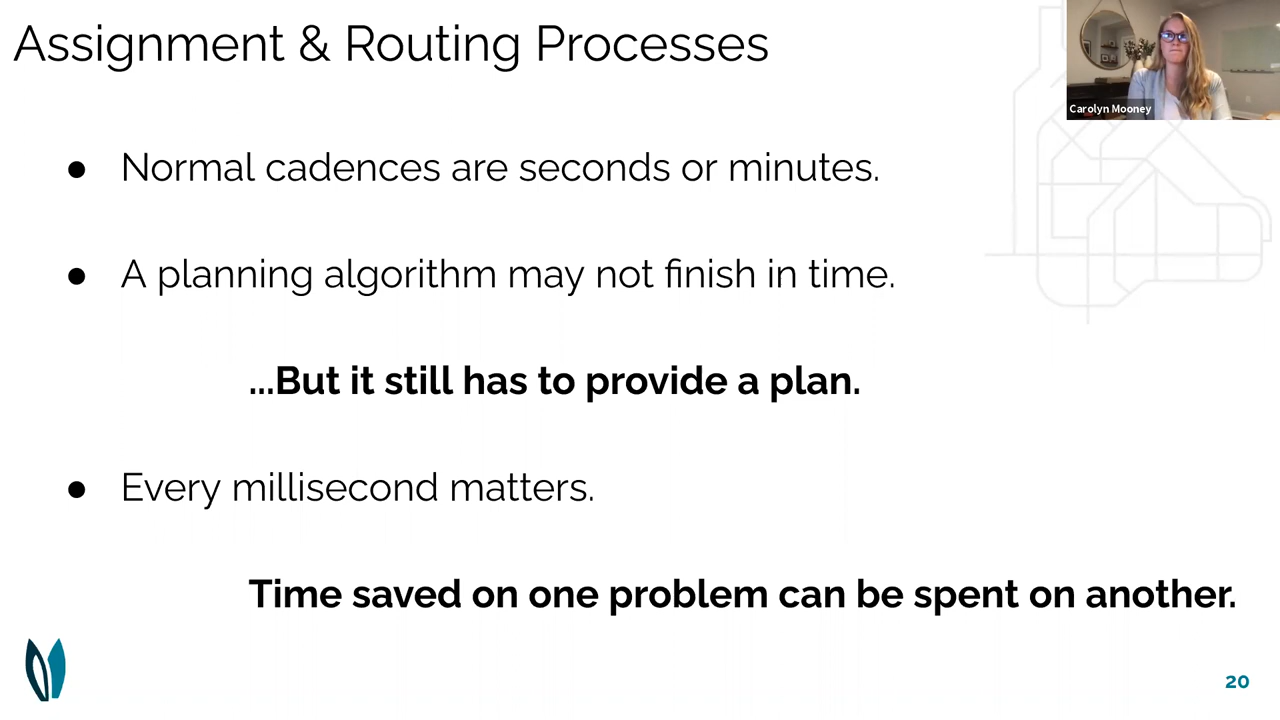 Assignment & Routing Processes
Carolyn Mooney
● Normal cadences are seconds or minutes.
● A planning algorithm may not finish in time.
...But it still has to provide a plan.
● Every millisecond matters.
Time saved on one problem can be spent on another.
20